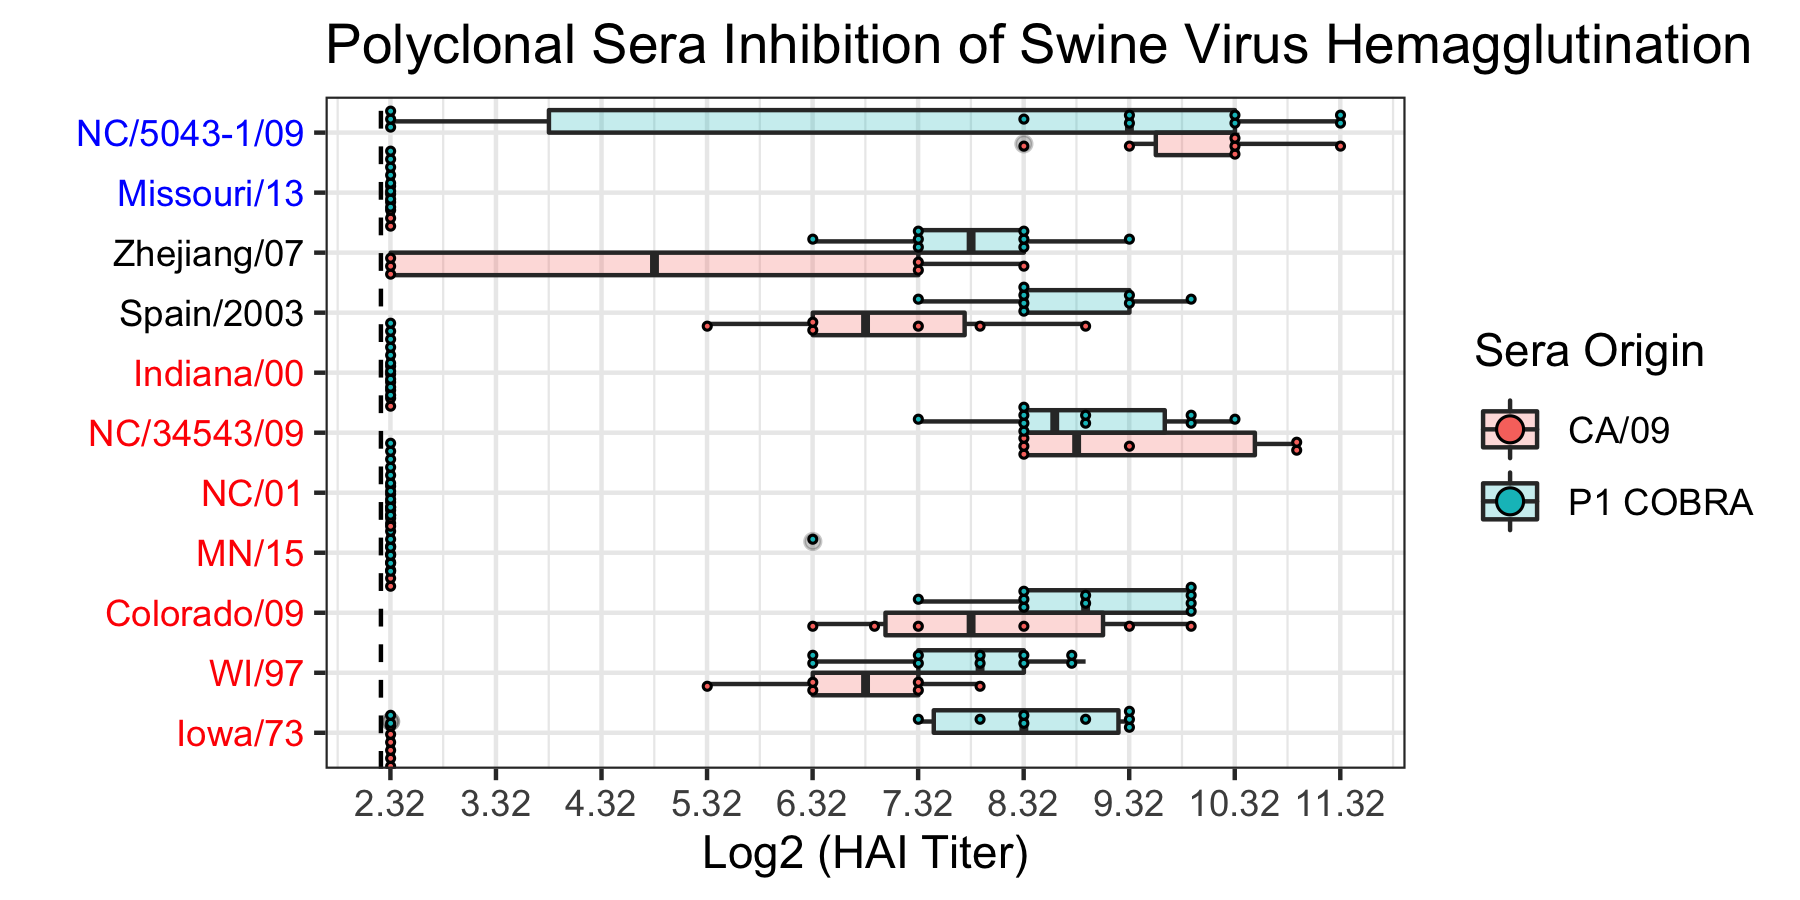 Polyclonal Sera Inhibition of Swine Virus Hemagglutination
NC/5043-1/09
Missouri/13
Zhejiang/07
Spain/2003
Indiana/00
NC/34543/09
NC/01
MN/15
Colorado/09
WI/97
Iowa/73
2.32 3.32 4.32 5.32 6.32 7.32 8.32 9.32 10.32 11.32
Log2 (HAI Titer)
Sera Origin
CA/09
P1 COBRA